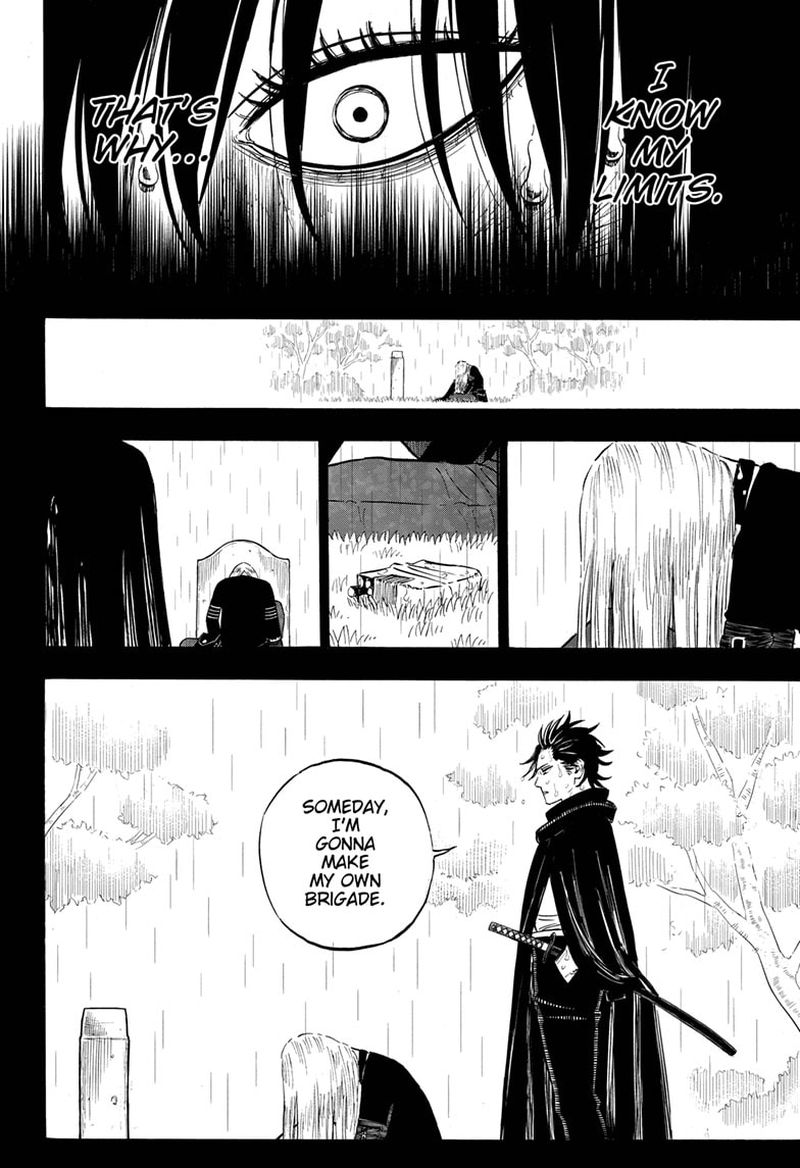 I
KNOW
MY
LIMITS.
THAT'S
WHY...
SOMEDAY,
I'M
GONNA
MAKE
MY OWN
BRIGADE.